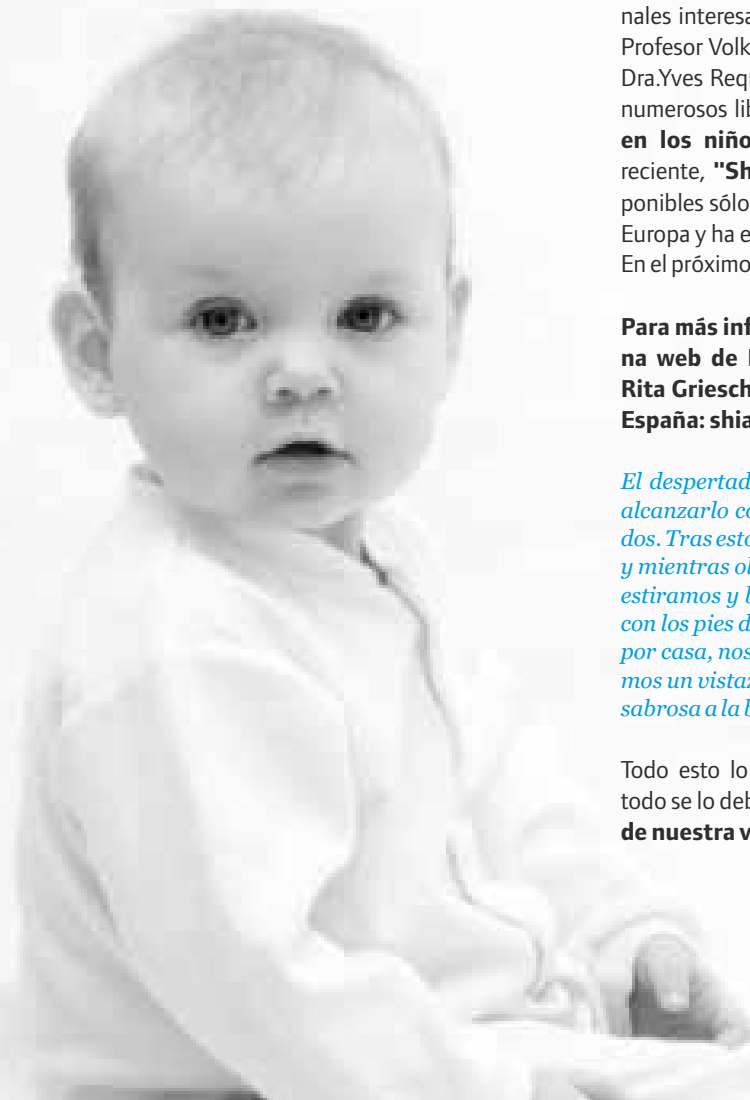 nales interesa
Profesor Volk
Dra.Yves Requ
numerosos lib
en los niño
reciente, "Sh
ponibles sólo
Europa y ha e
En el próximo
Para más inf
na web de
Rita Griesch
España: shia
El despertad
alcanzarlo co
dos. Tras esto
y mientras ol
estiramos y b
con los pies d
por casa, nos
mos un vistaz
sabrosa a la b
Todo esto lo
todo se lo deb
de nuestra v